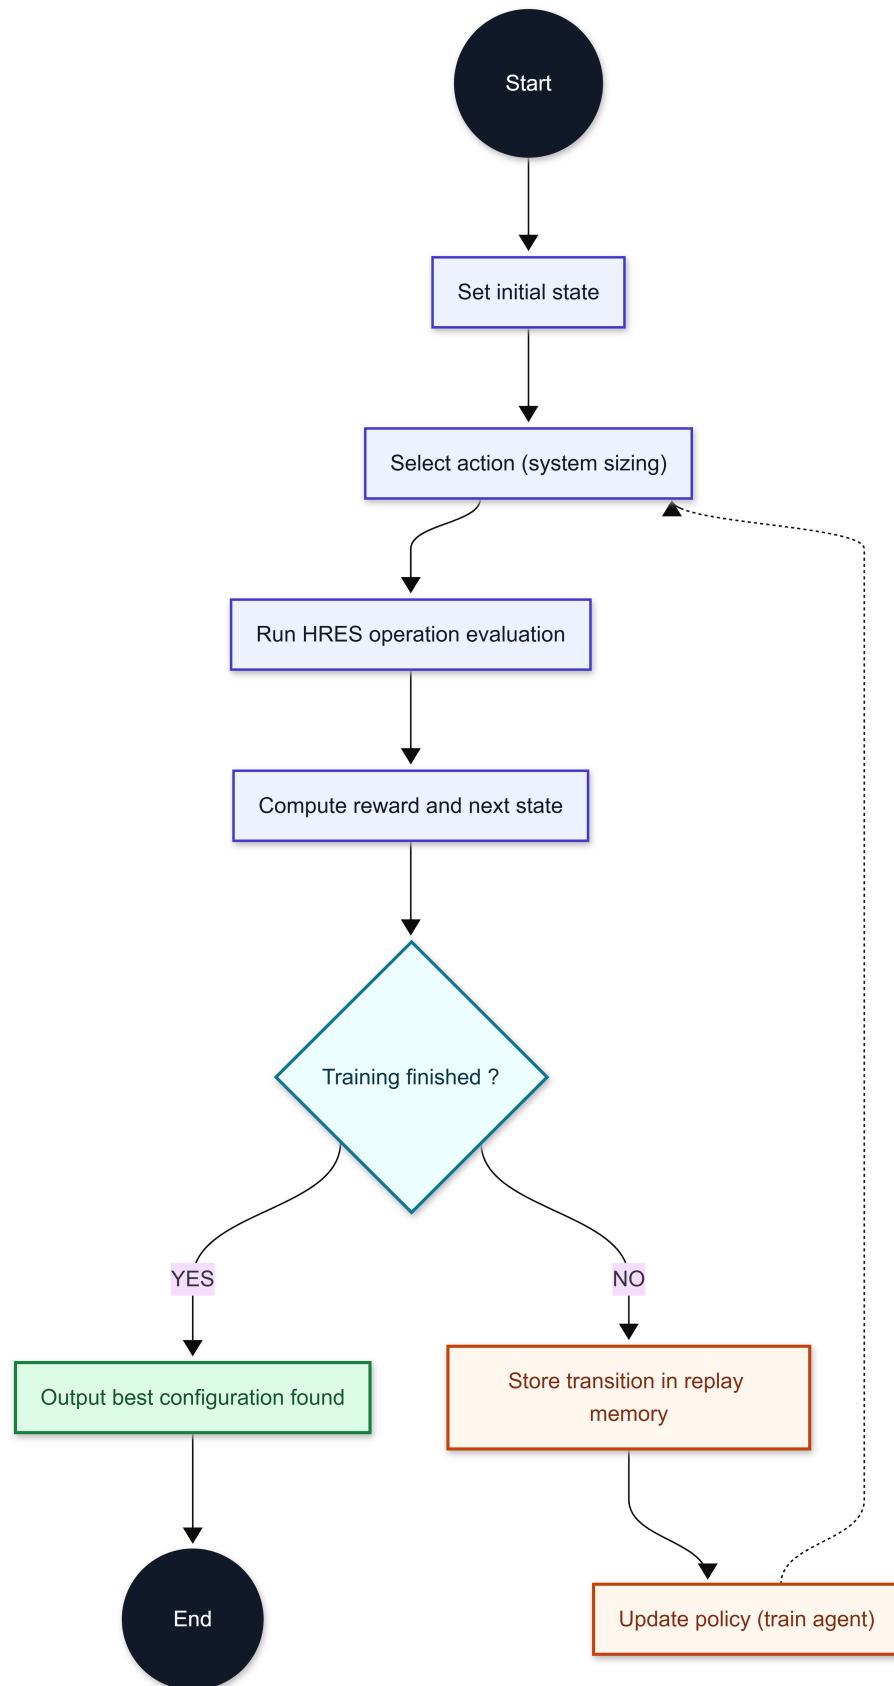 Start
Set initial state
Select action (system sizing)
Run HRES operation evaluation
Compute reward and next state
Training finished ?
YES
NO
Output best configuration found
Store transition in replay
memory
End
Update policy (train agent)